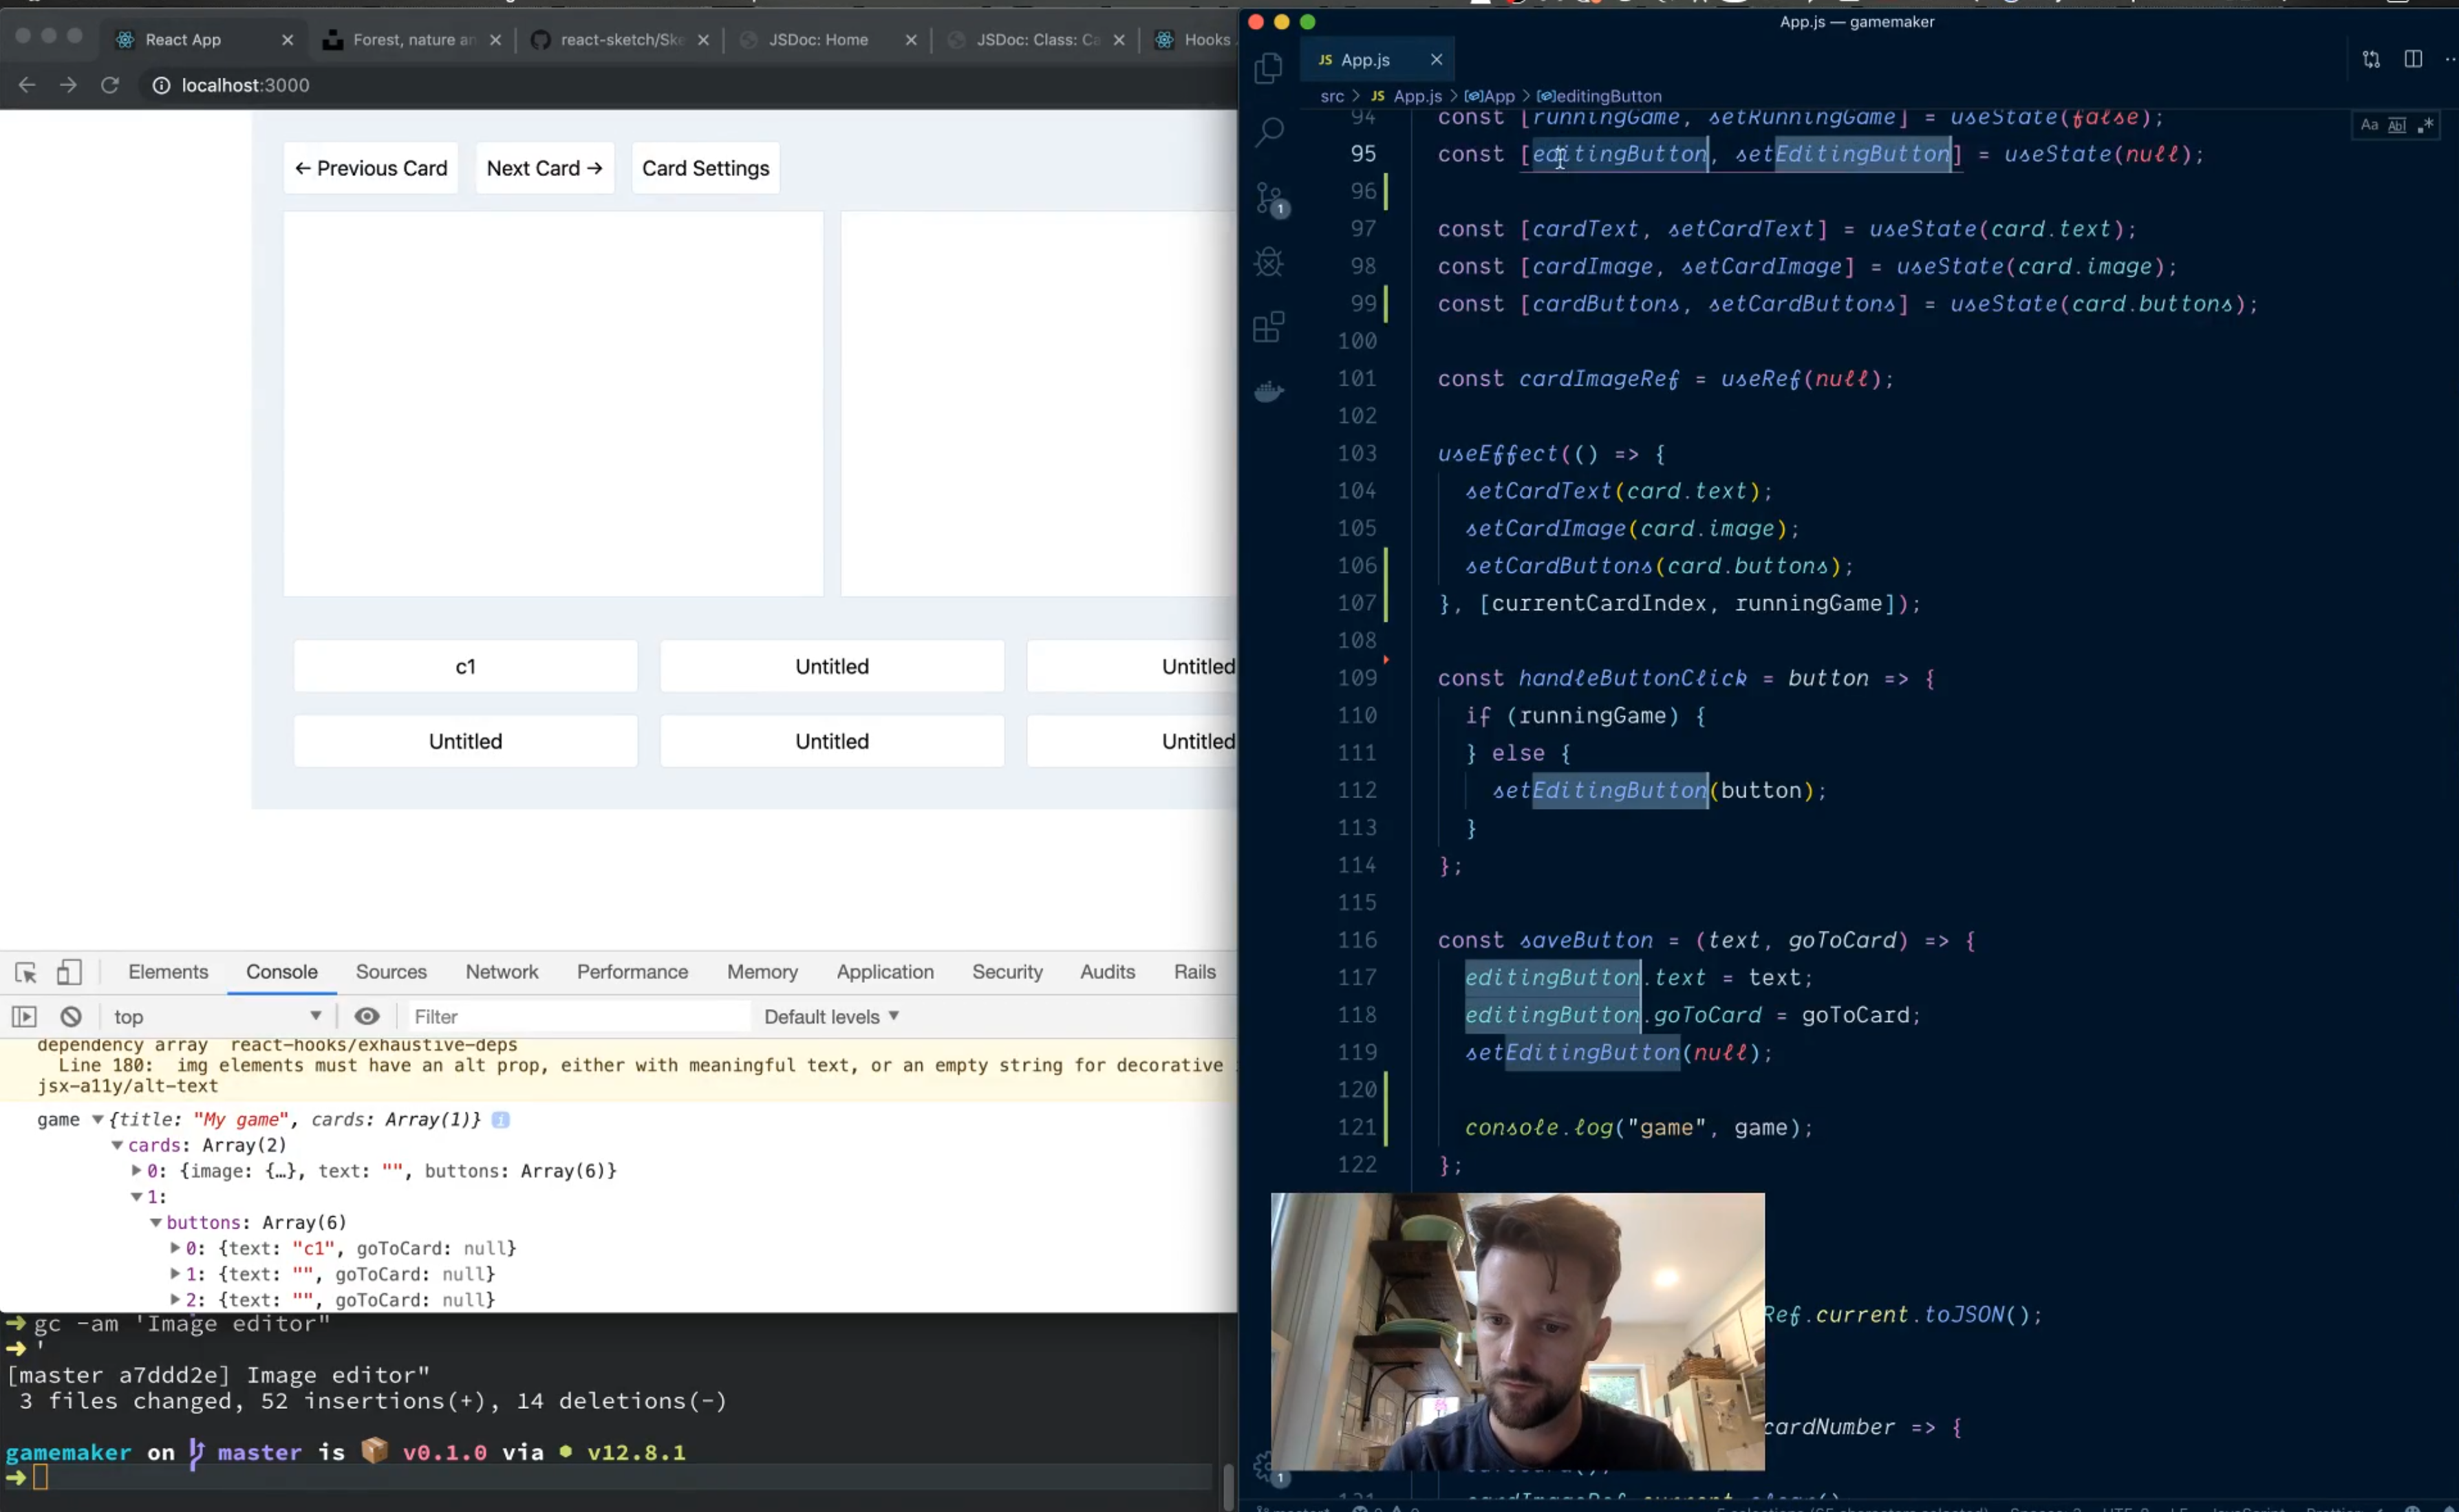 React App
Forest, nature an
react-sketch/Ske
JSDoc: Home
JSDoc: Class: Ca
Hooks
localhost:3000
← Previous Card
Next Card →
Card Settings
c1
Untitled
Untitled
Untitled
Untitled
Untitled
Elements
Console
Sources
Network
Performance
Memory
Application
Security
Audits
Rails
top
Filter
Default levels
dependency array  react-hooks/exhaustive-deps
Line 180:  img elements must have an alt prop, either with meaningful text, or an empty string for decorative
jsx-a11y/alt-text
game ▼{title: "My game", cards: Array(1)}
▼cards: Array(2)
▶0: {image: {…}, text: "", buttons: Array(6)}
▼1:
▼buttons: Array(6)
▶0: {text: "c1", goToCard: null}
▶1: {text: "", goToCard: null}
▶2: {text: "", goToCard: null}
➜ gc -am 'Image editor"
➜ '
[master a7ddd2e] Image editor"
3 files changed, 52 insertions(+), 14 deletions(-)
gamemaker on master is 📦 v0.1.0 via ⬢ v12.8.1
➜
App.js — gamemaker
JS App.js
src > JS App.js > App > editingButton
Aa Abl .*
94 const [runningGame, setRunningGame] = useState(false);
95 const [editingButton, setEditingButton] = useState(null);
96
97 const [cardText, setCardText] = useState(card.text);
98 const [cardImage, setCardImage] = useState(card.image);
99 const [cardButtons, setCardButtons] = useState(card.buttons);
100
101 const cardImageRef = useRef(null);
102
103 useEffect(() => {
104 setCardText(card.text);
105 setCardImage(card.image);
106 setCardButtons(card.buttons);
107 }, [currentCardIndex, runningGame]);
108
109 const handleButtonClick = button => {
110 if (runningGame) {
111 } else {
112 setEditingButton(button);
113 }
114 };
115
116 const saveButton = (text, goToCard) => {
117 editingButton.text = text;
118 editingButton.goToCard = goToCard;
119 setEditingButton(null);
120
121 console.log("game", game);
122 };
Ref.current.toJSON();
cardNumber => {
1
1